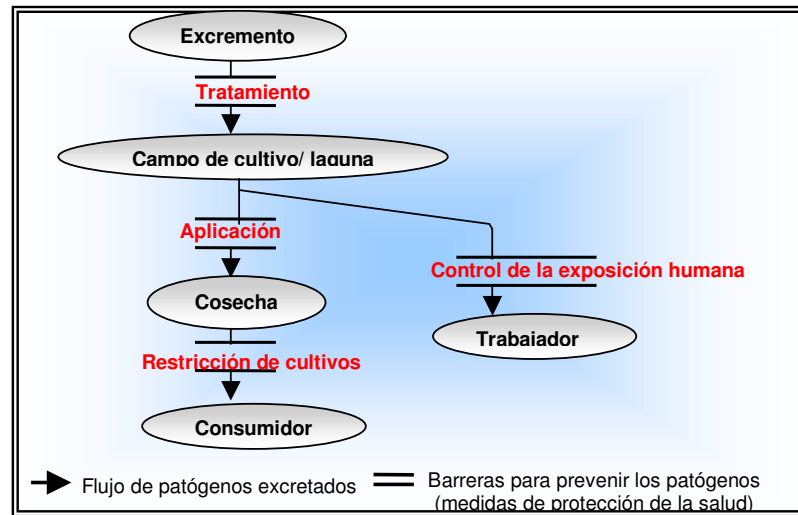 Excremento
Tratamiento
Campo de cultivo/ laguna
Aplicación
Control de la exposición humana
Cosecha
Trabajador
Restricción de cultivos
Consumidor
Flujo de patógenos excretados
Barreras para prevenir los patógenos
(medidas de protección de la salud)